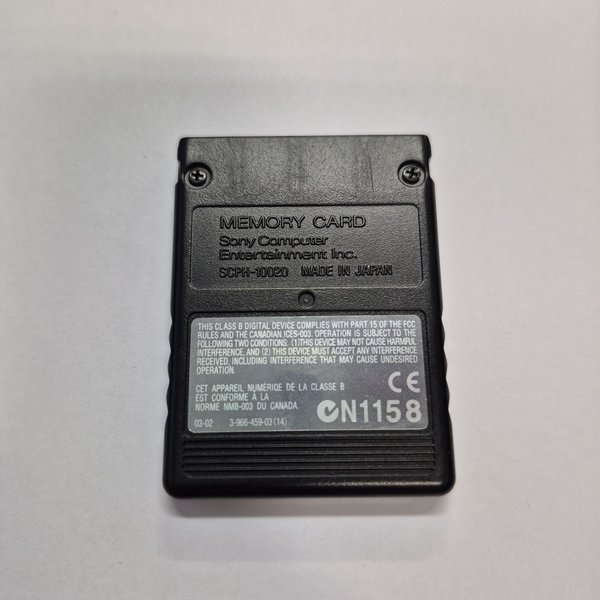 MEMORY CARD
Sony Computer
Entertainment Inc.
SCPH-10020 MADE IN JAPAN
THIS CLASS B DIGITAL DEVICE COMPLIES WITH PART 15 OF THE FCC
RULES AND THE CANADIAN ICES-003. OPERATION IS SUBJECT TO THE
FOLLOWING TWO CONDITIONS: (1)THIS DEVICE MAY NOT CAUSE HARMFUL
INTERFERENCE, AND (2) THIS DEVICE MUST ACCEPT ANY INTERFERENCE
RECEIVED, INCLUDING INTERFERENCE THAT MAY CAUSE UNDESIRED
OPERATION.
CET APPAREIL NUMÉRIQE DE LA CLASSE B
EST CONFORME À LA
NORME NMB-003 DU CANADA.
CE
N1158
03-02 3-966-459-03 (14)